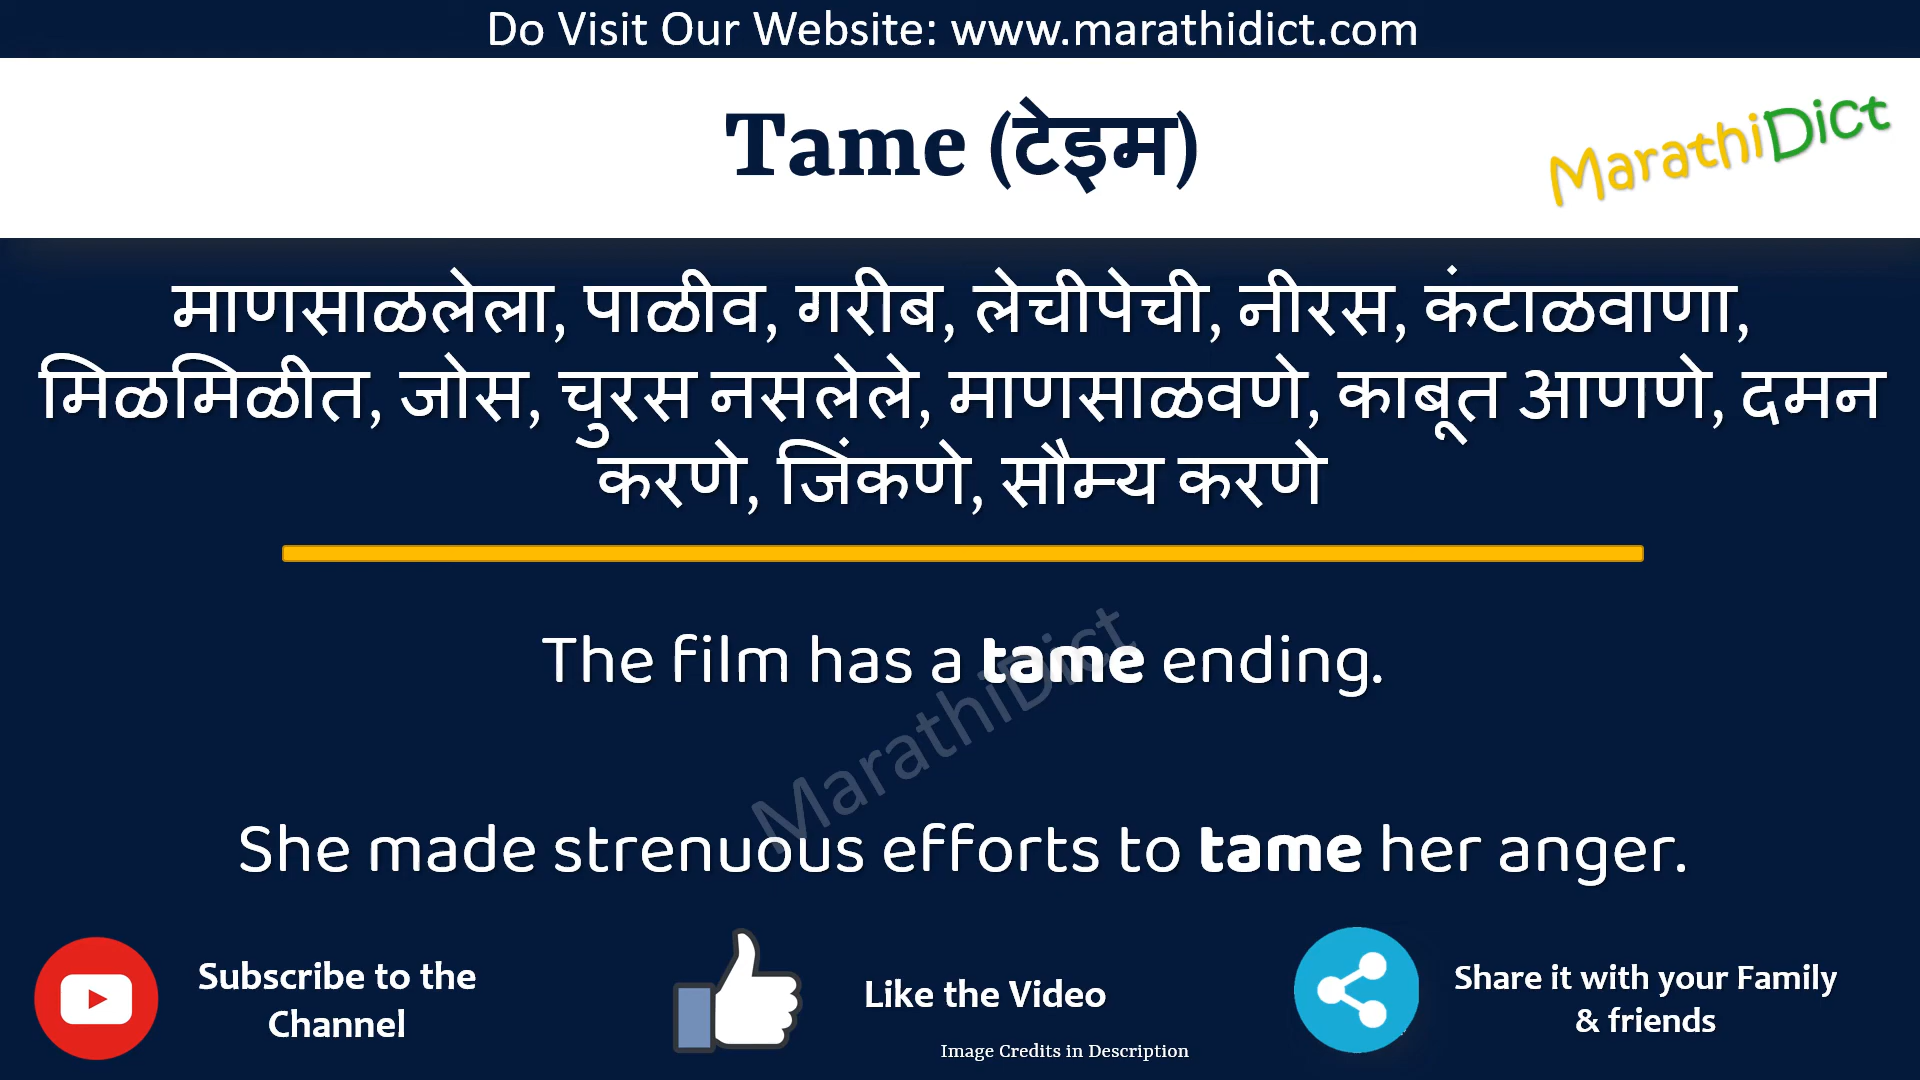 Do Visit Our Website: www.marathidict.com
Tame (टेइम)
MarathiDict
माणसाळलेला, पाळीव, गरीब, लेचीपेची, नीरस, कंटाळवाणा,
मिळमिळीत, जोस, चुरस नसलेले, माणसाळवणे, काबूत आणणे, दमन
करणे, जिंकणे, सौम्य करणे
The film has a tame ending.
MarathiDict
She made strenuous efforts to tame her anger.
Subscribe to the
Channel
Like the Video
Share it with your Family
& friends
Image Credits in Description